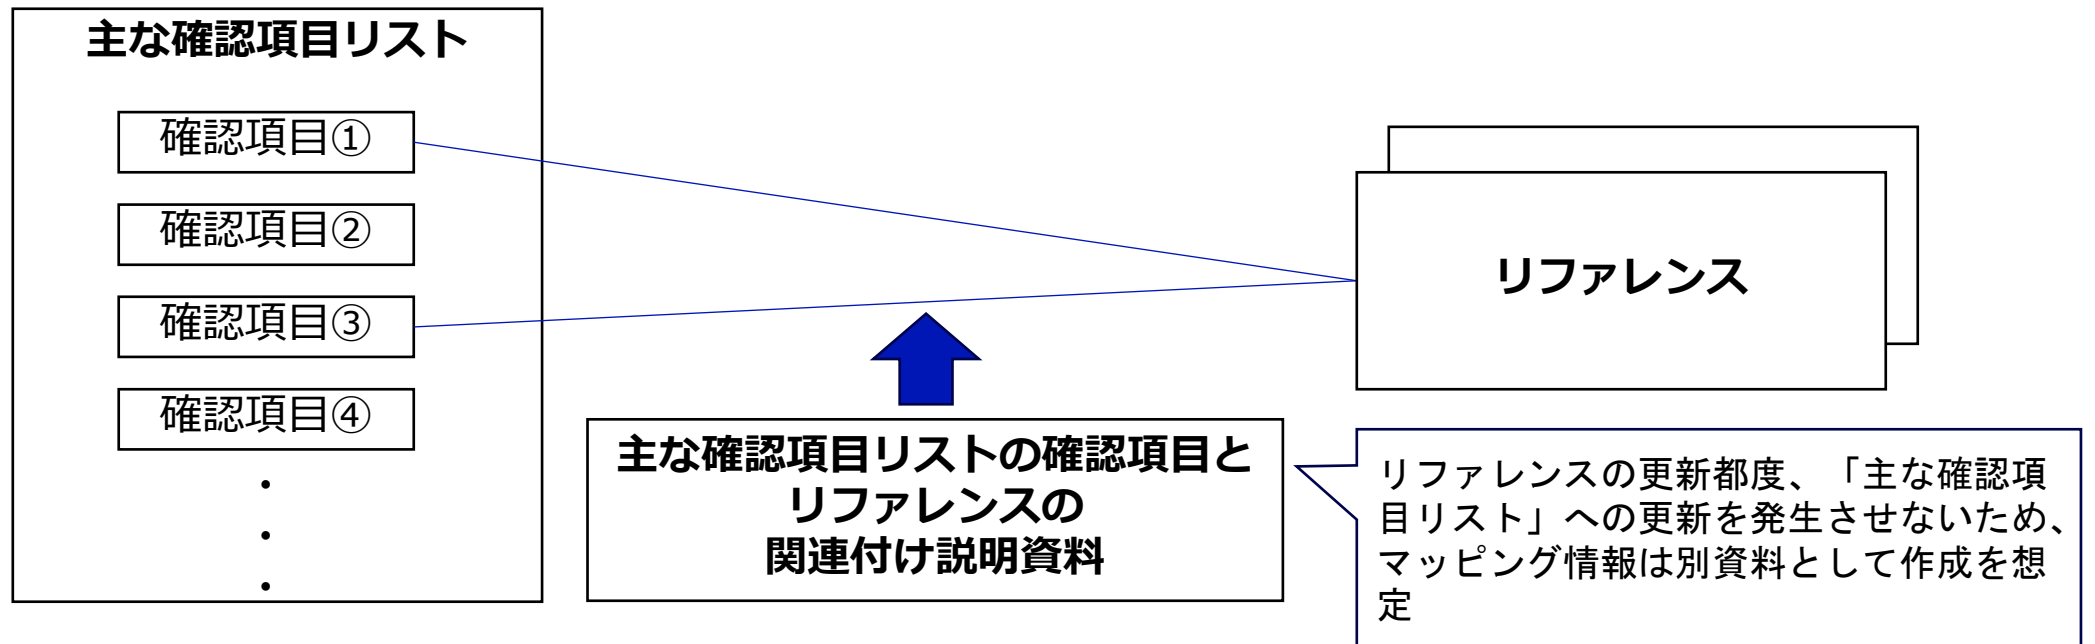 主な確認項目リスト
確認項目①
確認項目②
確認項目③
確認項目④
・
・
・
リファレンス
主な確認項目リストの確認項目と
リファレンスの
関連付け説明資料
リファレンスの更新都度、「主な確認項
目リスト」への更新を発生させないため、
マッピング情報は別資料として作成を想
定